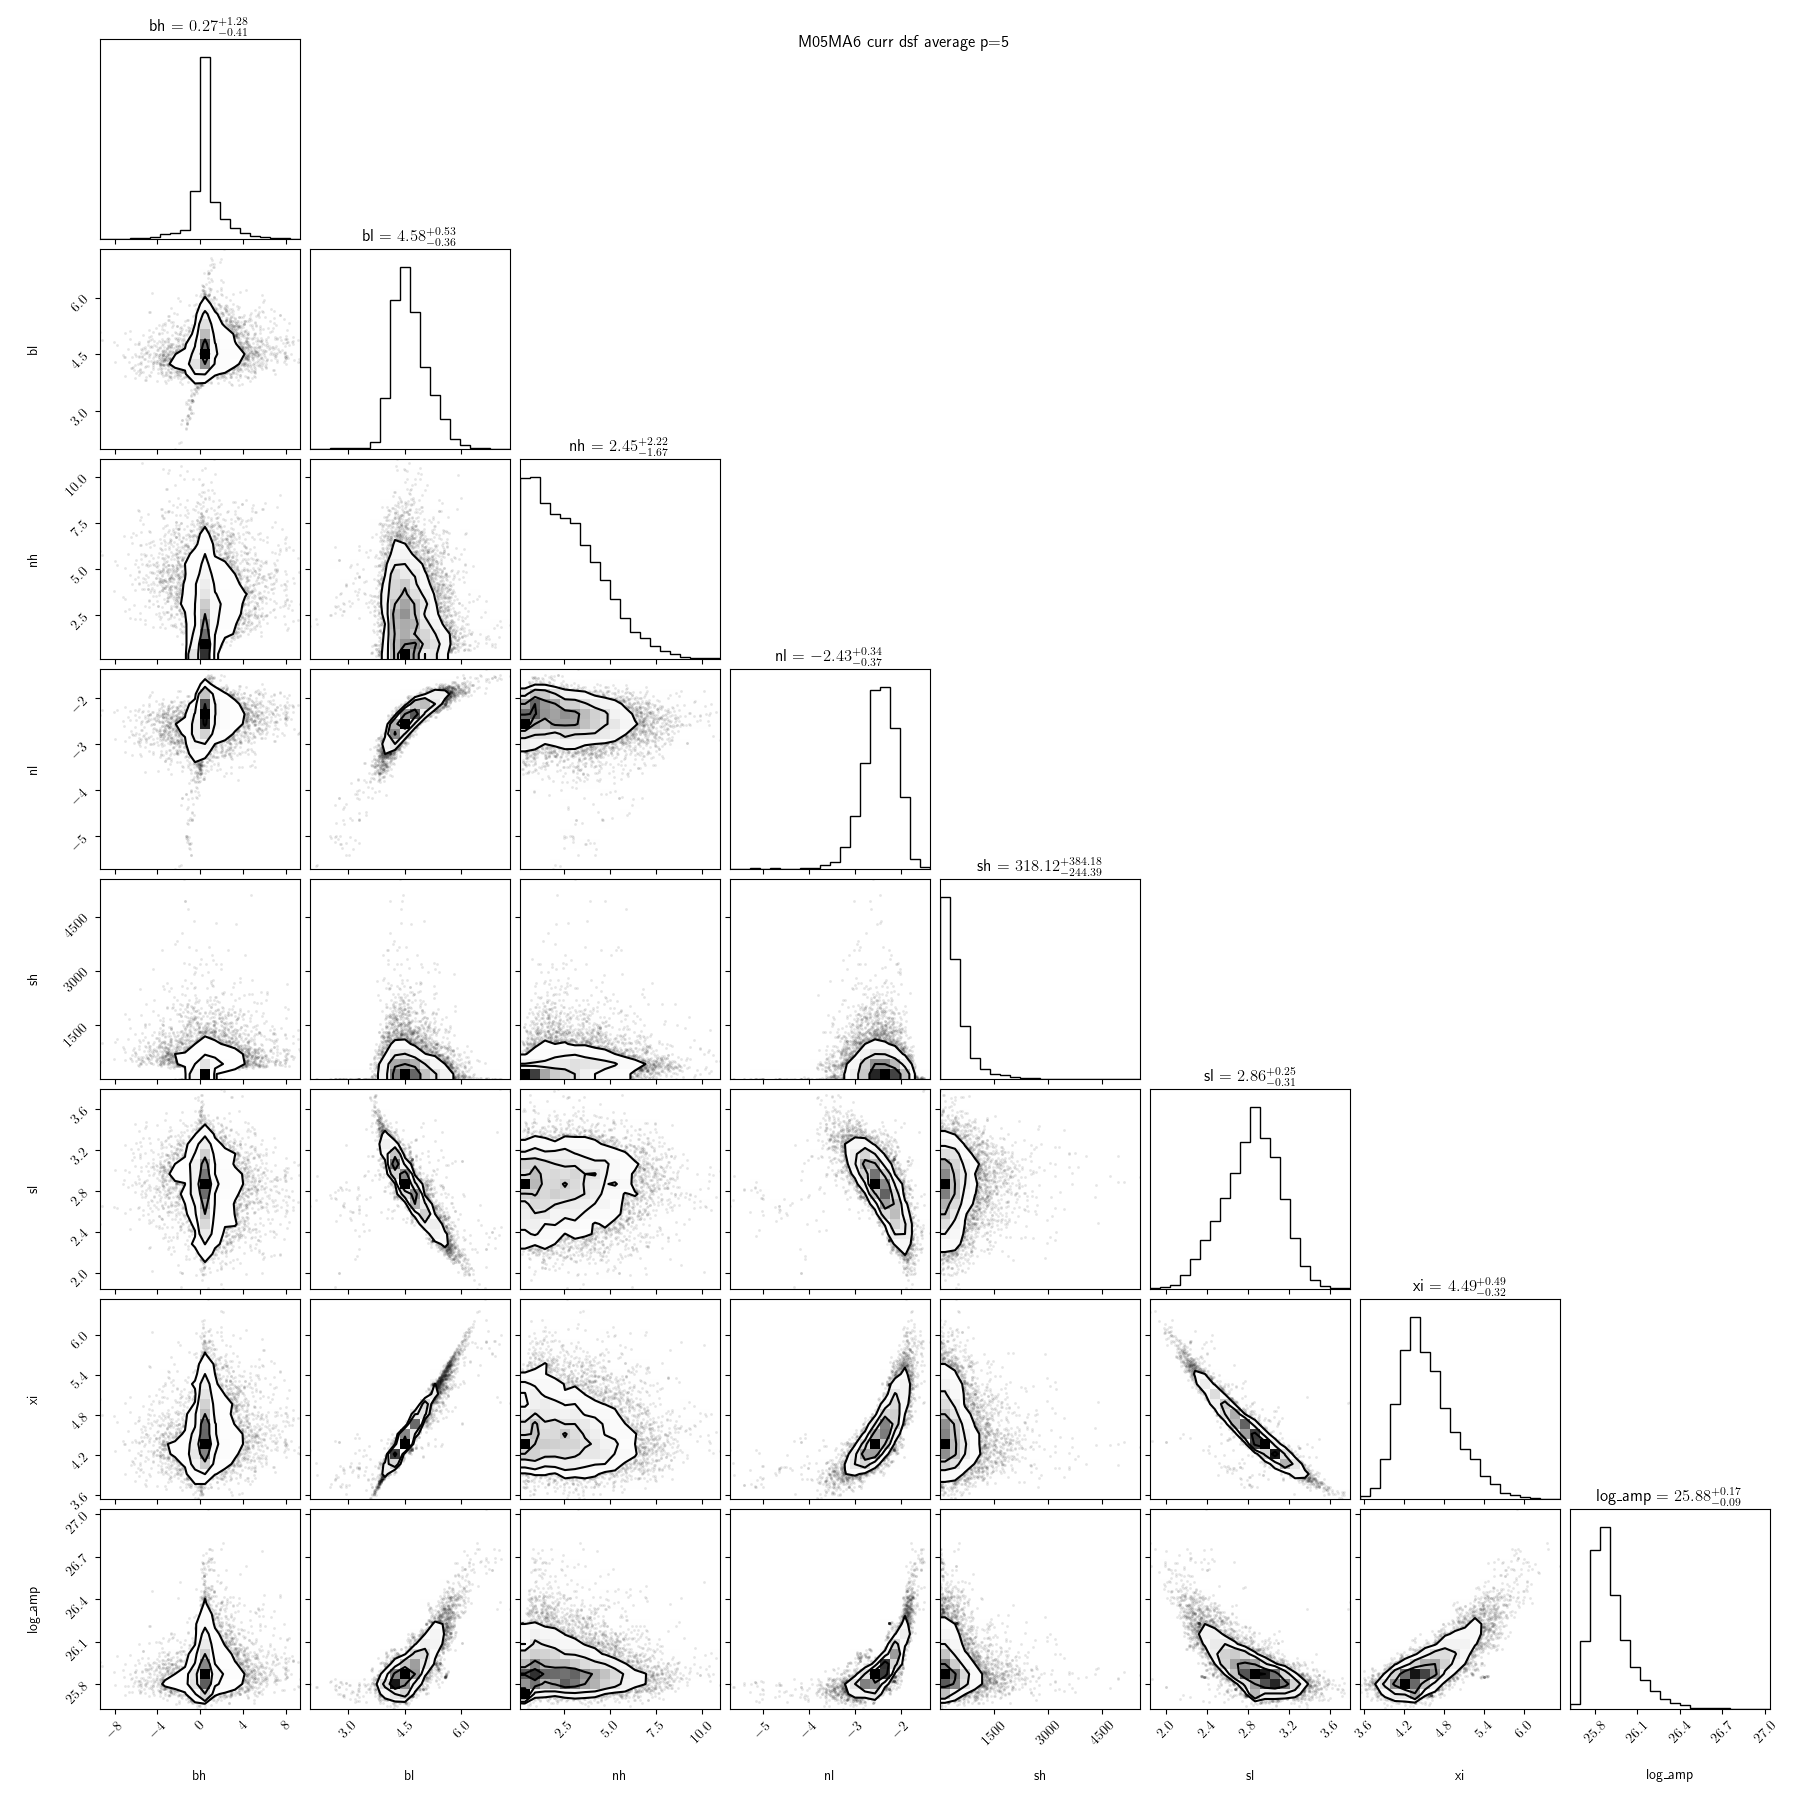 bh = 0.27^{+1.28}_{-0.41}
M05MA6 curr dsf average p=5
bl = 4.58^{+0.53}_{-0.36}
bl
6.0
4.5
3.0
nh = 2.45^{+2.22}_{-1.67}
nh
10.0
7.5
5.0
2.5
nl = −2.43^{+0.34}_{-0.37}
nl
−2
−3
−4
−5
sh = 318.12^{+384.18}_{-244.39}
sh
4500
3000
1500
sl = 2.86^{+0.25}_{-0.31}
sl
3.6
3.2
2.8
2.4
2.0
xi = 4.49^{+0.49}_{-0.32}
xi
6.0
5.4
4.8
4.2
3.6
log_amp = 25.88^{+0.17}_{-0.09}
log_amp
27.0
26.7
26.4
26.1
25.8
−8 −4 0 4 8 3.0 4.5 6.0 2.5 5.0 7.5 10.0 −5 −4 −3 −2 1500 3000 4500 2.0 2.4 2.8 3.2 3.6 3.6 4.2 4.8 5.4 6.0 25.8 26.1 26.4 26.7 27.0
bh bl nh nl sh sl xi log_amp